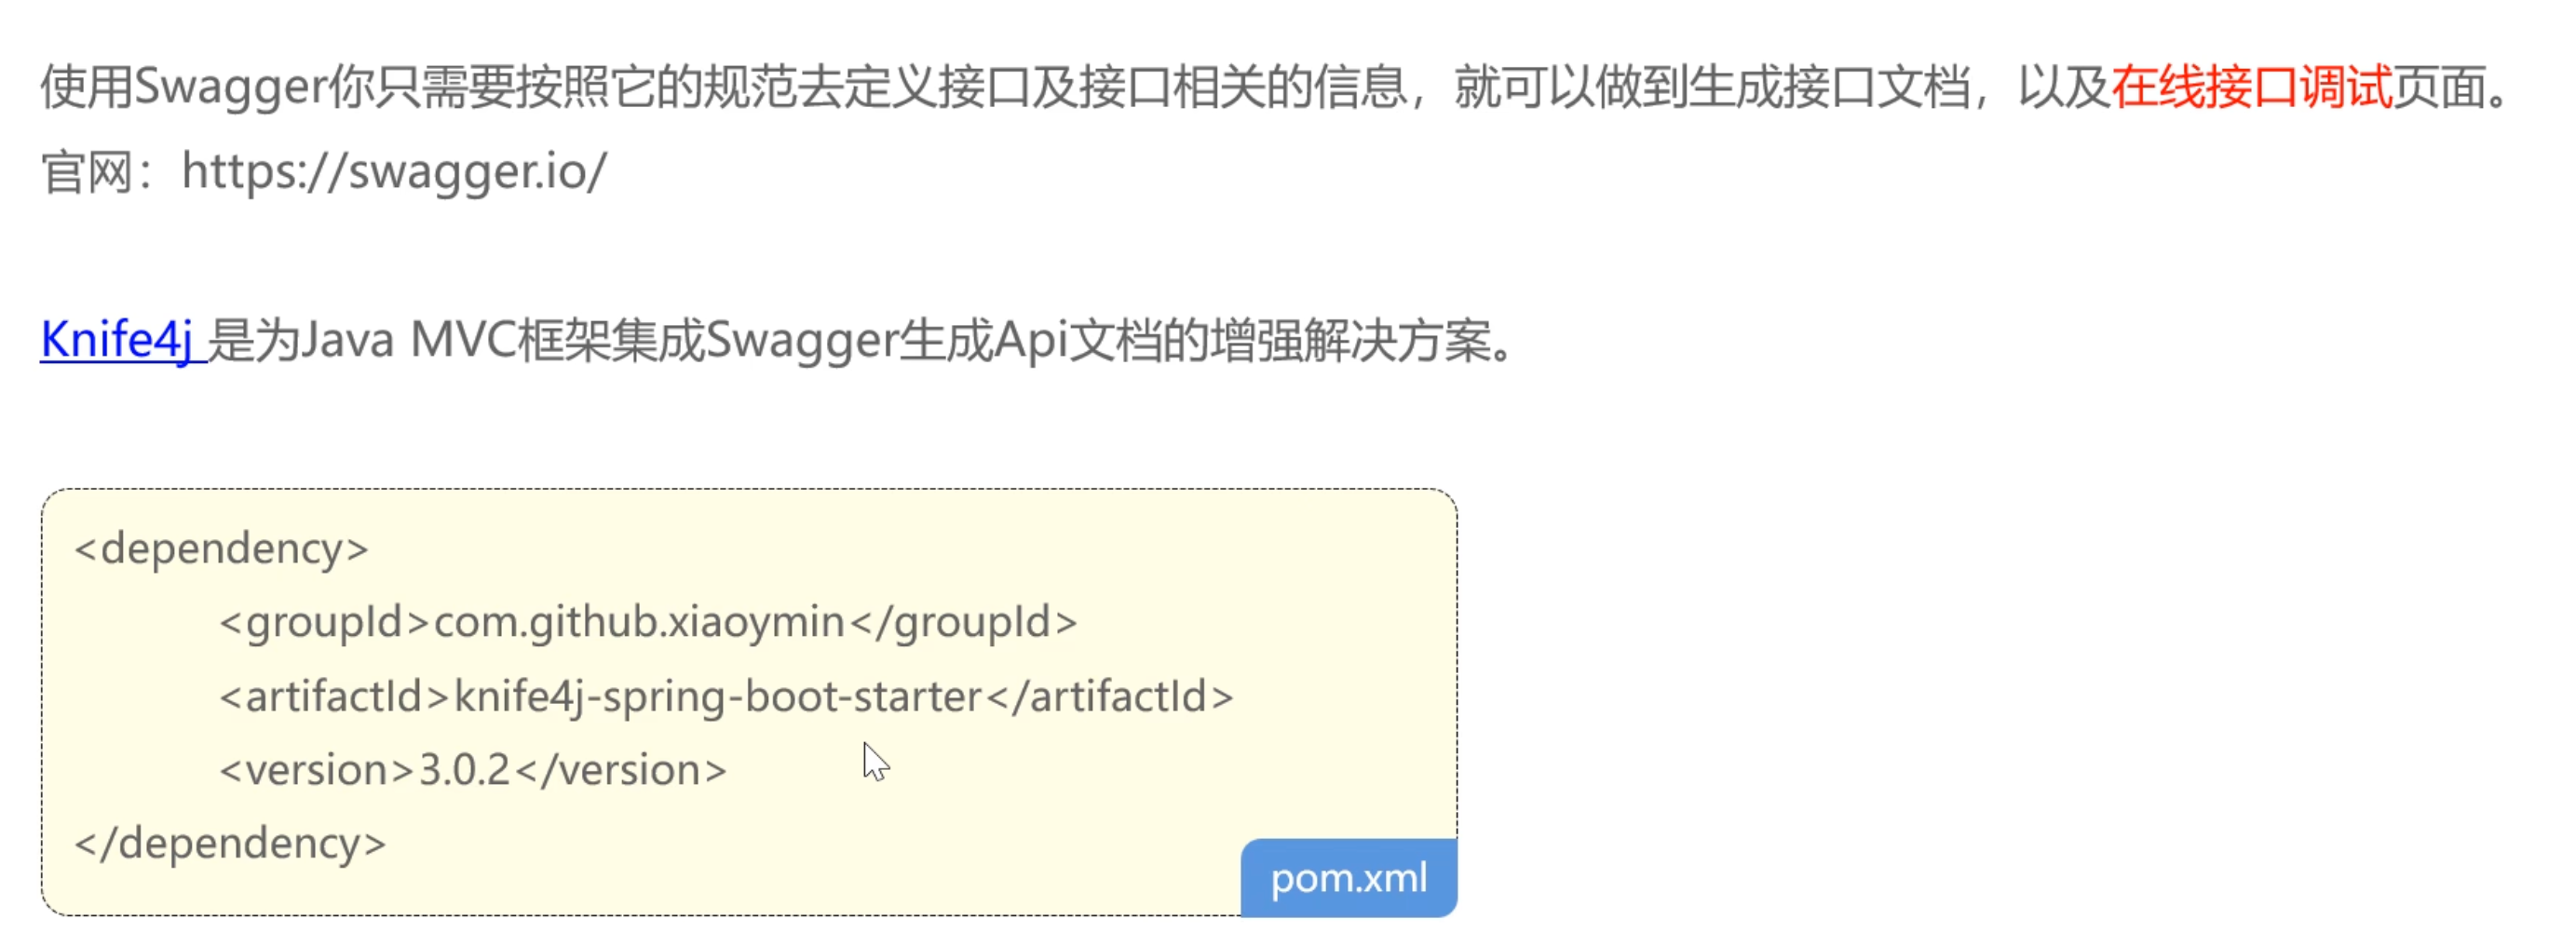 使用Swagger你只需要按照它的规范去定义接口及接口相关的信息，就可以做到生成接口文档，以及在线接口调试页面。
官网：https://swagger.io/
Knife4j 是为Java MVC框架集成Swagger生成Api文档的增强解决方案。
<dependency>
<groupId>com.github.xiaoymin</groupId>
<artifactId>knife4j-spring-boot-starter</artifactId>
<version>3.0.2</version>
</dependency>
pom.xml